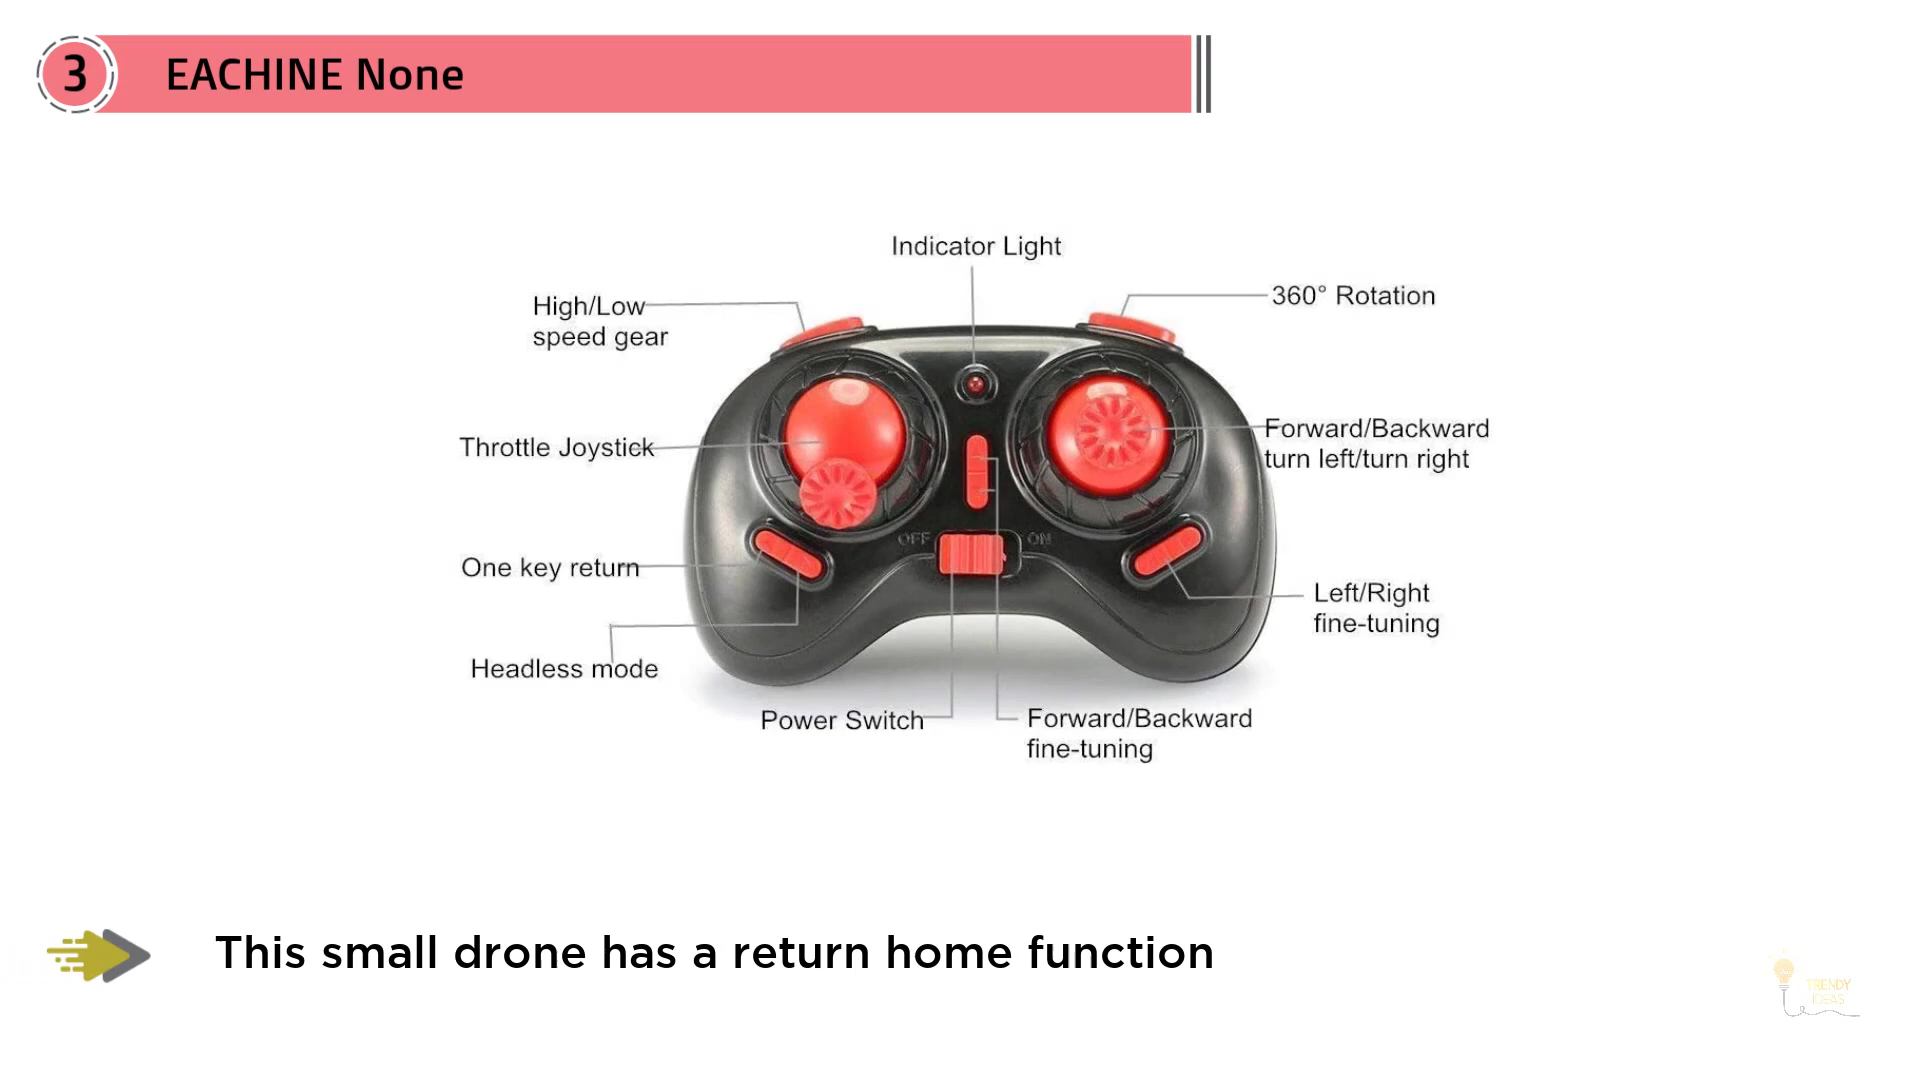 3
EACHINE None
Indicator Light
360° Rotation
High/Low
speed gear
Throttle Joystick
Forward/Backward
turn left/turn right
OFF
ON
One key return
Left/Right
fine-tuning
Headless mode
Power Switch
Forward/Backward
fine-tuning
This small drone has a return home function
TRENDY
IDEAS